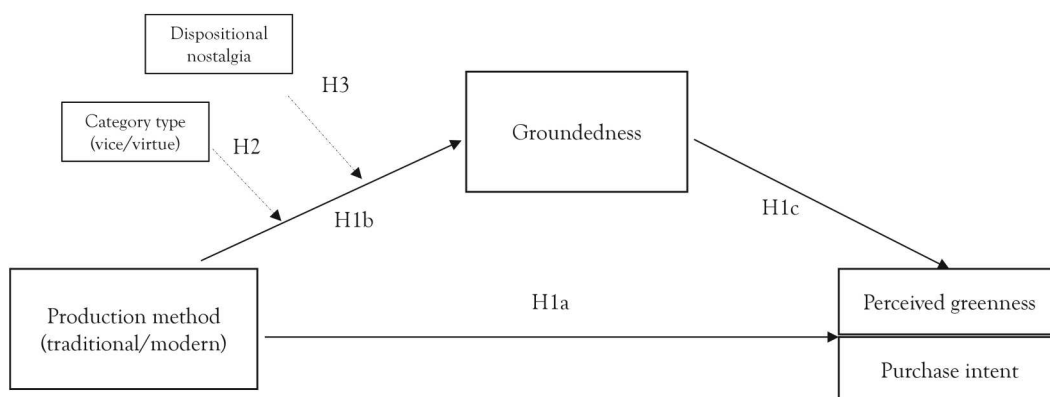 Dispositional
nostalgia
H3
Category type
(vice/virtue)
H2
Groundedness
H1b
H1c
Production method
(traditional/modern)
H1a
Perceived greenness
Purchase intent